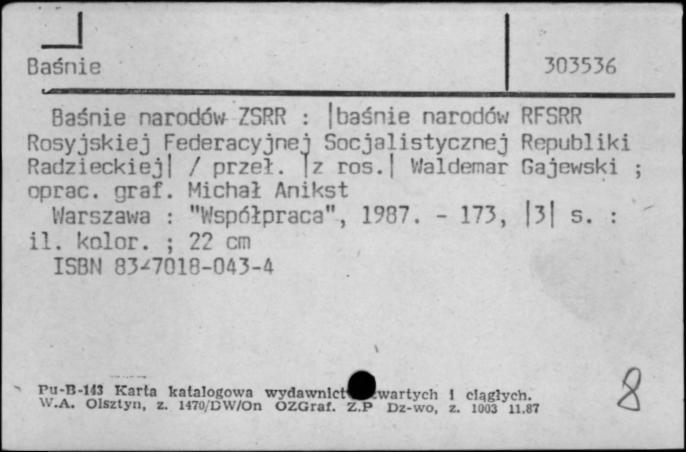 Baśnie 303536
Baśnie narodów ZSRR : |baśnie narodów RFSRR
Rosyjskiej Federacyjnej Socjalistycznej Republiki
Radzieckiej| / przeł. |z ros.| Waldemar Gajewski ;
oprac. graf. Michał Anikst
Warszawa : "Współpraca", 1987. - 173, |3| s. :
il. kolor. ; 22 cm
ISBN 83-7018-043-4
Pu-B-143 Karta katalogowa wydawnict wartych i ciągłych.
W.A. Olsztyn, z. 1470/DW/On OZGraf. Z.P Dz-wo, z. 1003 11.87
8